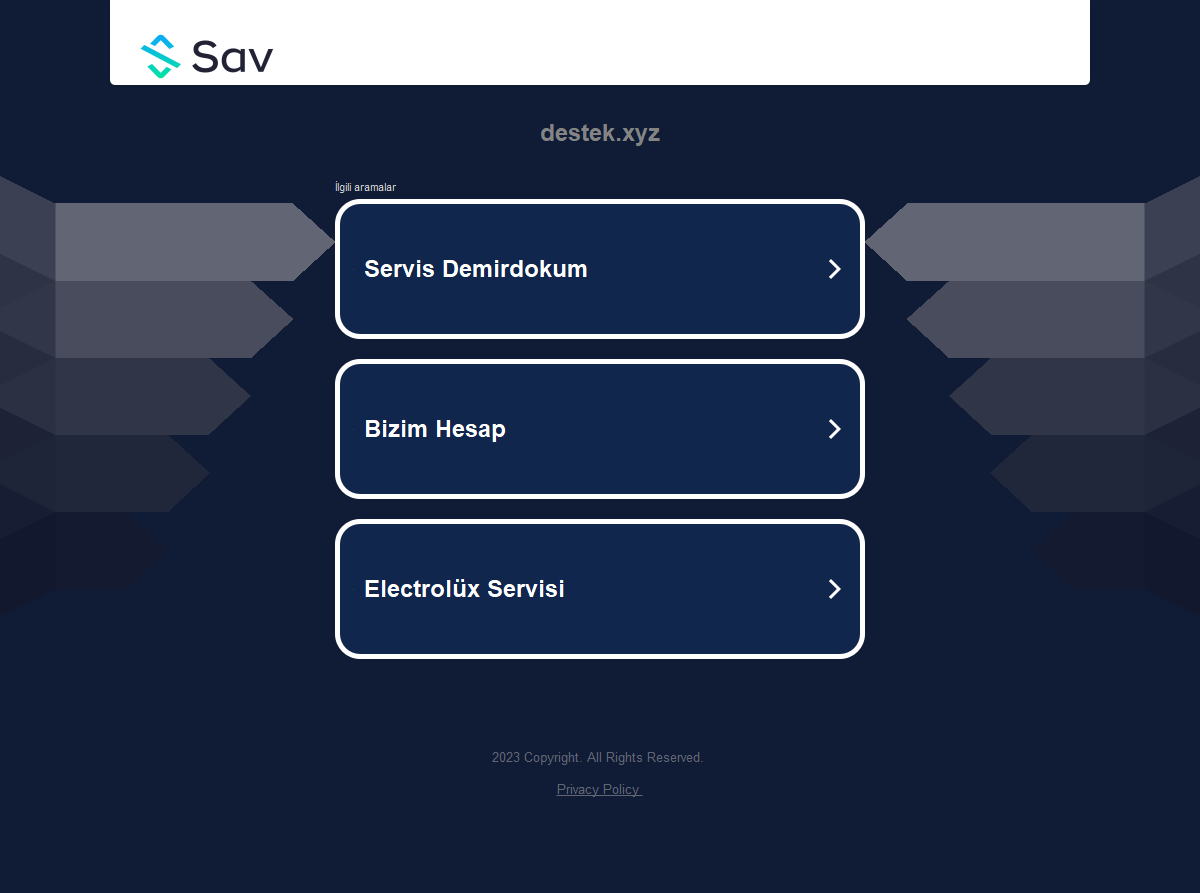 Sav
destek.xyz
İlgili aramalar
Servis Demirdokum
Bizim Hesap
Electrolüx Servisi
2023 Copyright. All Rights Reserved.
Privacy Policy